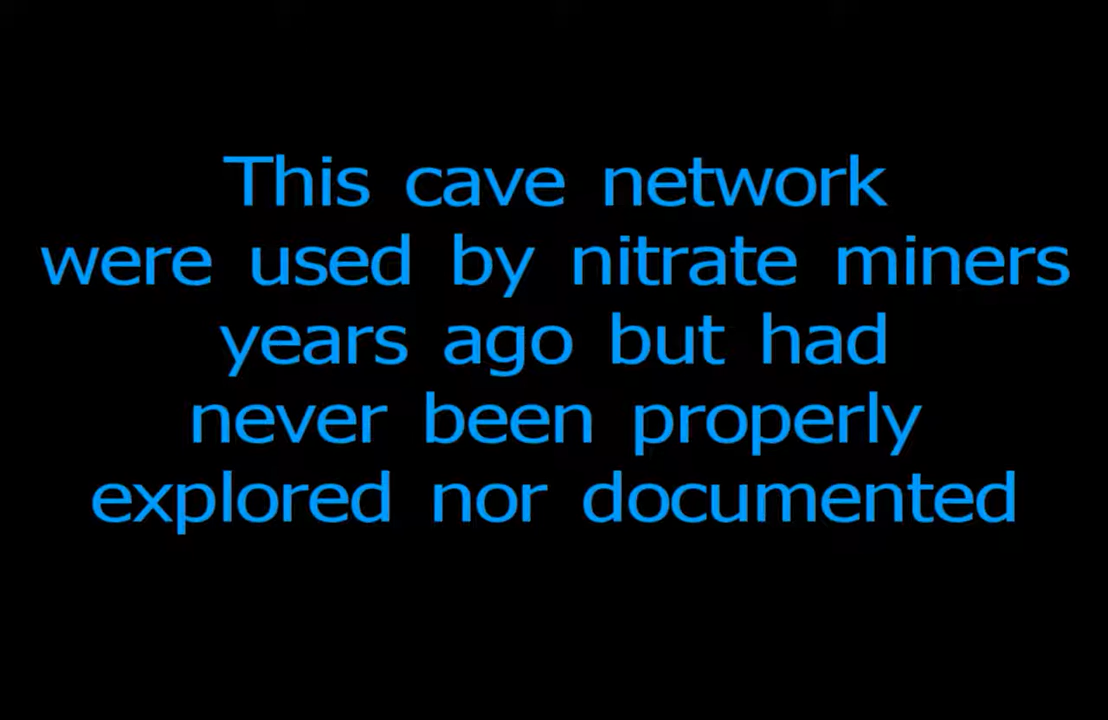 This cave network
were used by nitrate miners
years ago but had
never been properly
explored nor documented